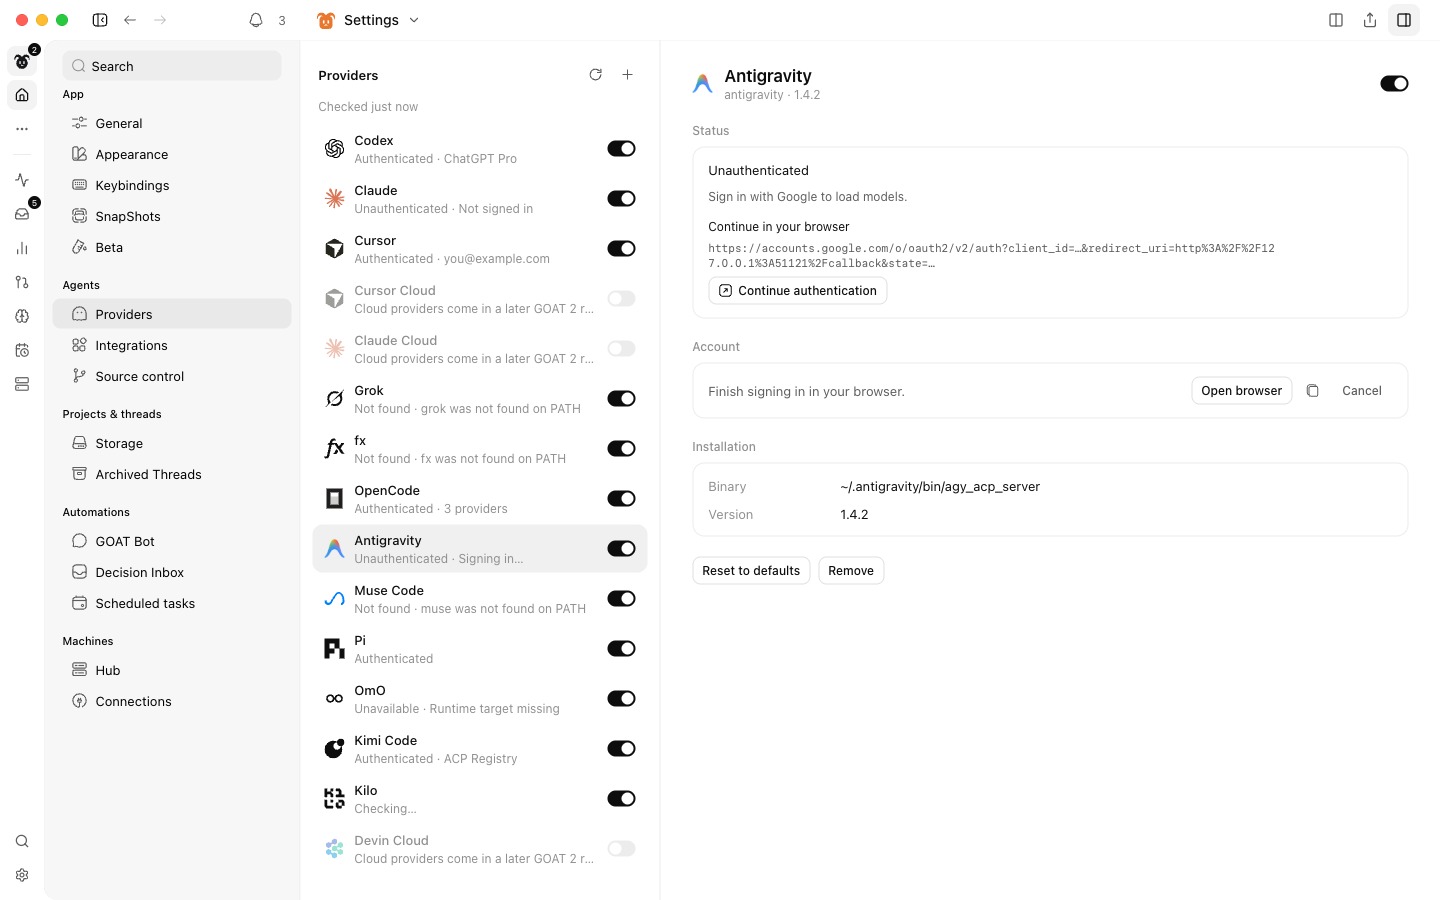 3
Settings
2
5
Search
App
General
Appearance
Keybindings
SnapShots
Beta
Agents
Providers
Integrations
Source control
Projects & threads
Storage
Archived Threads
Automations
GOAT Bot
Decision Inbox
Scheduled tasks
Machines
Hub
Connections
Providers
Checked just now
Codex
Authenticated · ChatGPT Pro
Claude
Unauthenticated · Not signed in
Cursor
Authenticated · you@example.com
Cursor Cloud
Cloud providers come in a later GOAT 2 r...
Claude Cloud
Cloud providers come in a later GOAT 2 r...
Grok
Not found · grok was not found on PATH
fx
Not found · fx was not found on PATH
OpenCode
Authenticated · 3 providers
Antigravity
Unauthenticated · Signing in...
Muse Code
Not found · muse was not found on PATH
Pi
Authenticated
OmO
Unavailable · Runtime target missing
Kimi Code
Authenticated · ACP Registry
Kilo
Checking...
Devin Cloud
Cloud providers come in a later GOAT 2 r...
Antigravity
antigravity · 1.4.2
Status
Unauthenticated
Sign in with Google to load models.
Continue in your browser
https://accounts.google.com/o/oauth2/v2/auth?client_id=…&redirect_uri=http%3A%2F%2F12
7.0.0.1%3A51121%2Fcallback&state=…
Continue authentication
Account
Finish signing in in your browser.
Open browser
Cancel
Installation
Binary
~/.antigravity/bin/agy_acp_server
Version
1.4.2
Reset to defaults
Remove